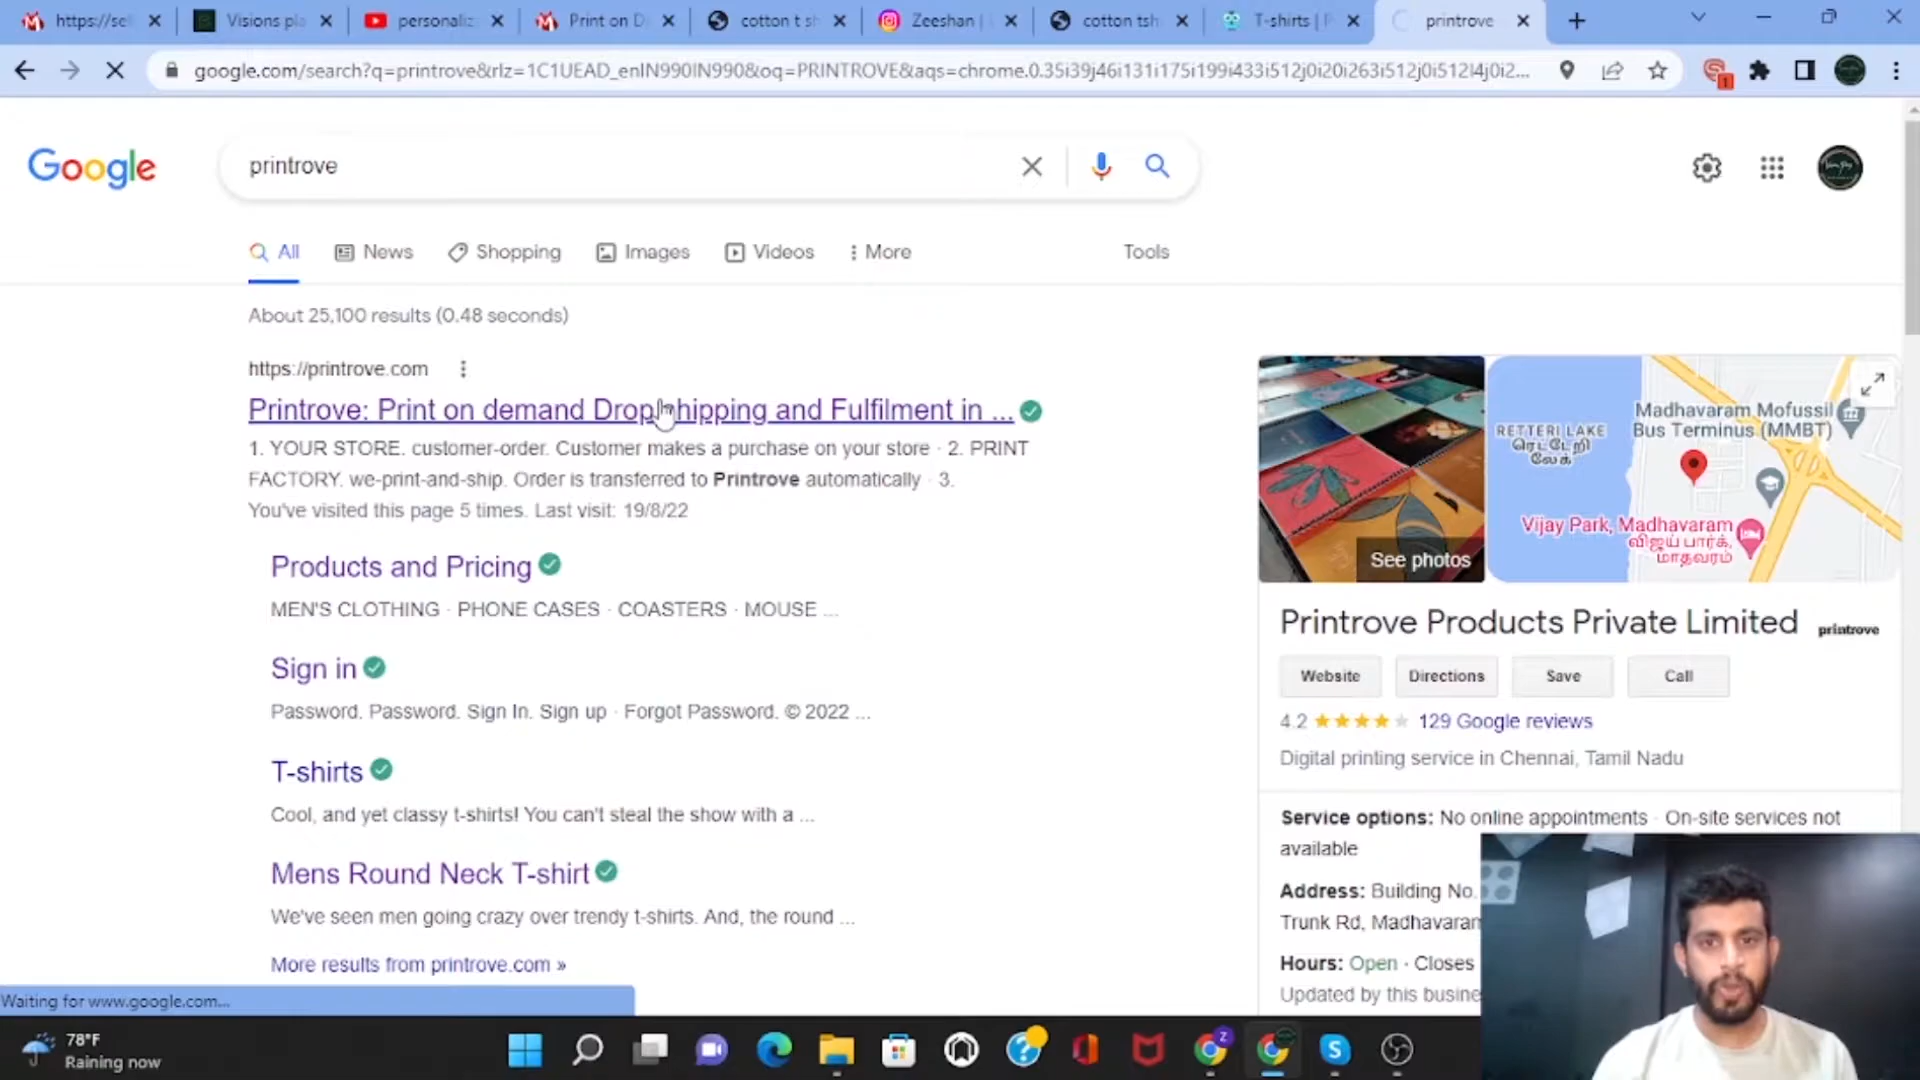 https://sel
Visions pla
personaliz
Print on D
cotton t sh
Zeeshan |
cotton tsh
T-shirts | P
printrove
google.com/search?q=printrove&rlz=1C1UEAD_enIN990IN990&oq=PRINTROVE&aqs=chrome.0.35i39j46i131i175i199i433i512j0i20i263i512j0i512l4j0i2...
1
Google
printrove
All
News
Shopping
Images
Videos
More
Tools
About 25,100 results (0.48 seconds)
https://printrove.com
Printrove: Print on demand Dropshipping and Fulfilment in ...
1. YOUR STORE. customer-order. Customer makes a purchase on your store · 2. PRINT
FACTORY. we-print-and-ship. Order is transferred to Printrove automatically · 3.
You've visited this page 5 times. Last visit: 19/8/22
Products and Pricing
MEN'S CLOTHING · PHONE CASES · COASTERS · MOUSE ...
Sign in
Password. Password. Sign In. Sign up · Forgot Password. © 2022 ...
T-shirts
Cool, and yet classy t-shirts! You can't steal the show with a ...
Mens Round Neck T-shirt
We've seen men going crazy over trendy t-shirts. And, the round ...
More results from printrove.com »
See photos
RETTERI LAKE
ரெட்டேறி
லேக்
Madhavaram Mofussil
Bus Terminus (MMBT)
Vijay Park, Madhavaram
விஜய் பார்க்,
மாதவரம்
Printrove Products Private Limited
printrove
Website
Directions
Save
Call
4.2
129 Google reviews
Digital printing service in Chennai, Tamil Nadu
Service options: No online appointments · On-site services not
available
Address: Building No.
Trunk Rd, Madhavaram
Hours: Open · Closes
Updated by this busine
Waiting for www.google.com...
78°F
Raining now
Z